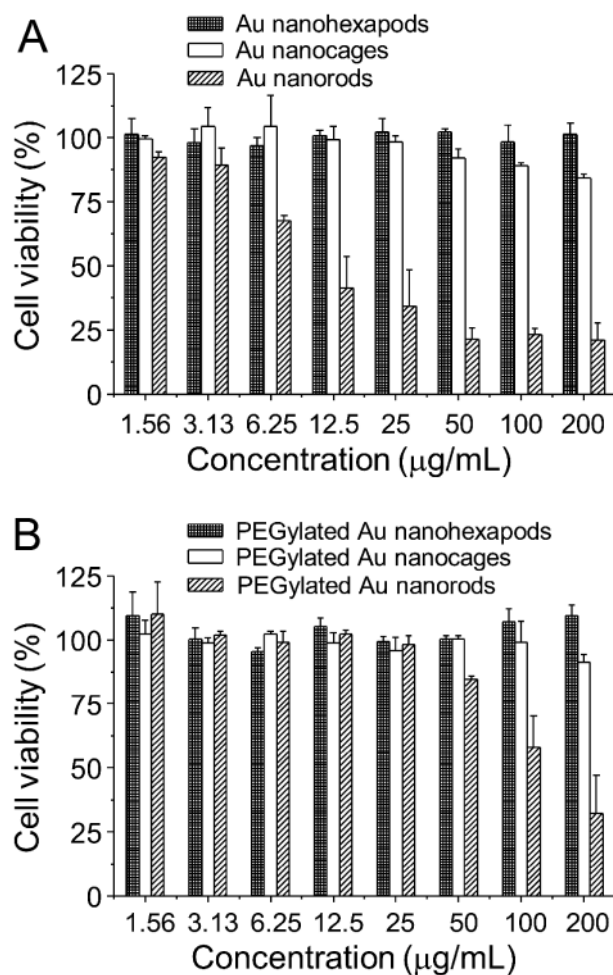 A
Au nanohexapods
Au nanocages
Au nanorods
Cell viability (%)
125
100
75
50
25
0
1.56 3.13 6.25 12.5 25 50 100 200
Concentration (μg/mL)
B
PEGylated Au nanohexapods
PEGylated Au nanocages
PEGylated Au nanorods
Cell viability (%)
125
100
75
50
25
0
1.56 3.13 6.25 12.5 25 50 100 200
Concentration (μg/mL)